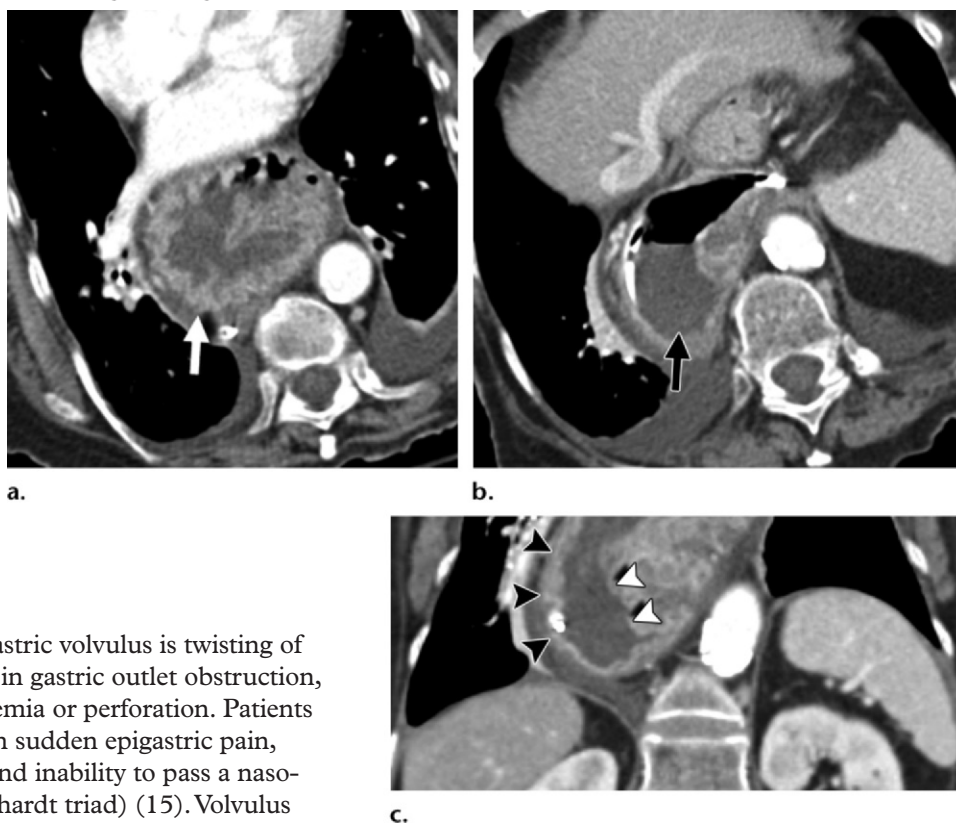 a.
b.
astric volvulus is twisting of
in gastric outlet obstruction,
emia or perforation. Patients
n sudden epigastric pain,
nd inability to pass a naso-
hardt triad) (15). Volvulus
c.